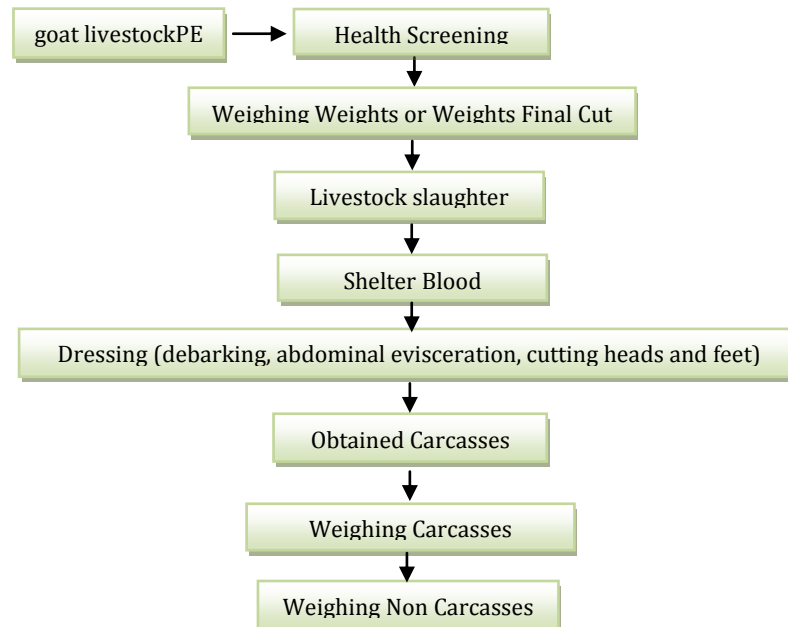 goat livestockPE
Health Screening
Weighing Weights or Weights Final Cut
Livestock slaughter
Shelter Blood
Dressing (debarking, abdominal evisceration, cutting heads and feet)
Obtained Carcasses
Weighing Carcasses
Weighing Non Carcasses